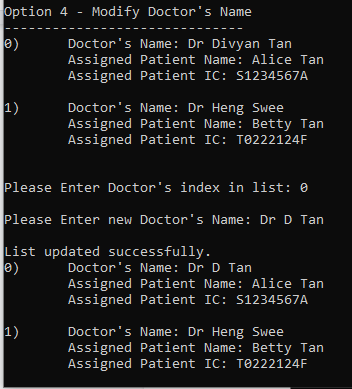 Option 4 - Modify Doctor's Name
------------------------------
0)      Doctor's Name: Dr Divyan Tan
        Assigned Patient Name: Alice Tan
        Assigned Patient IC: S1234567A
1)      Doctor's Name: Dr Heng Swee
        Assigned Patient Name: Betty Tan
        Assigned Patient IC: T0222124F
Please Enter Doctor's index in list: 0
Please Enter new Doctor's Name: Dr D Tan
List updated successfully.
0)      Doctor's Name: Dr D Tan
        Assigned Patient Name: Alice Tan
        Assigned Patient IC: S1234567A
1)      Doctor's Name: Dr Heng Swee
        Assigned Patient Name: Betty Tan
        Assigned Patient IC: T0222124F